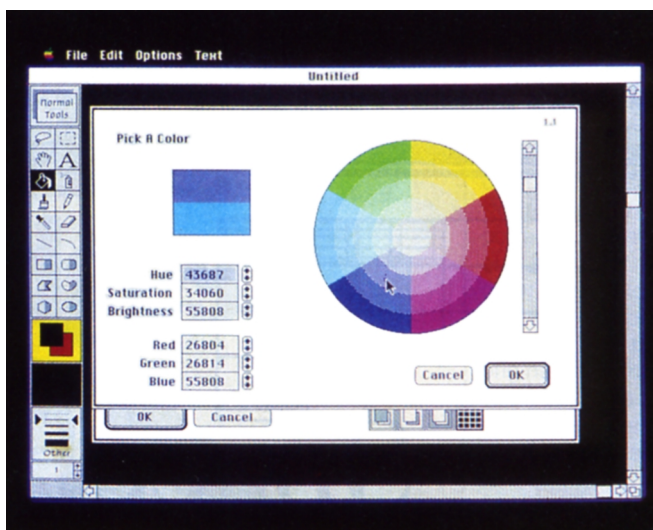 File Edit Options Text
Untitled
Normal
Tools
A
Pick A Color
1.1
Hue 43687
Saturation 34060
Brightness 55808
Red 26804
Green 26814
Blue 55808
Cancel OK
OK Cancel
Other
1